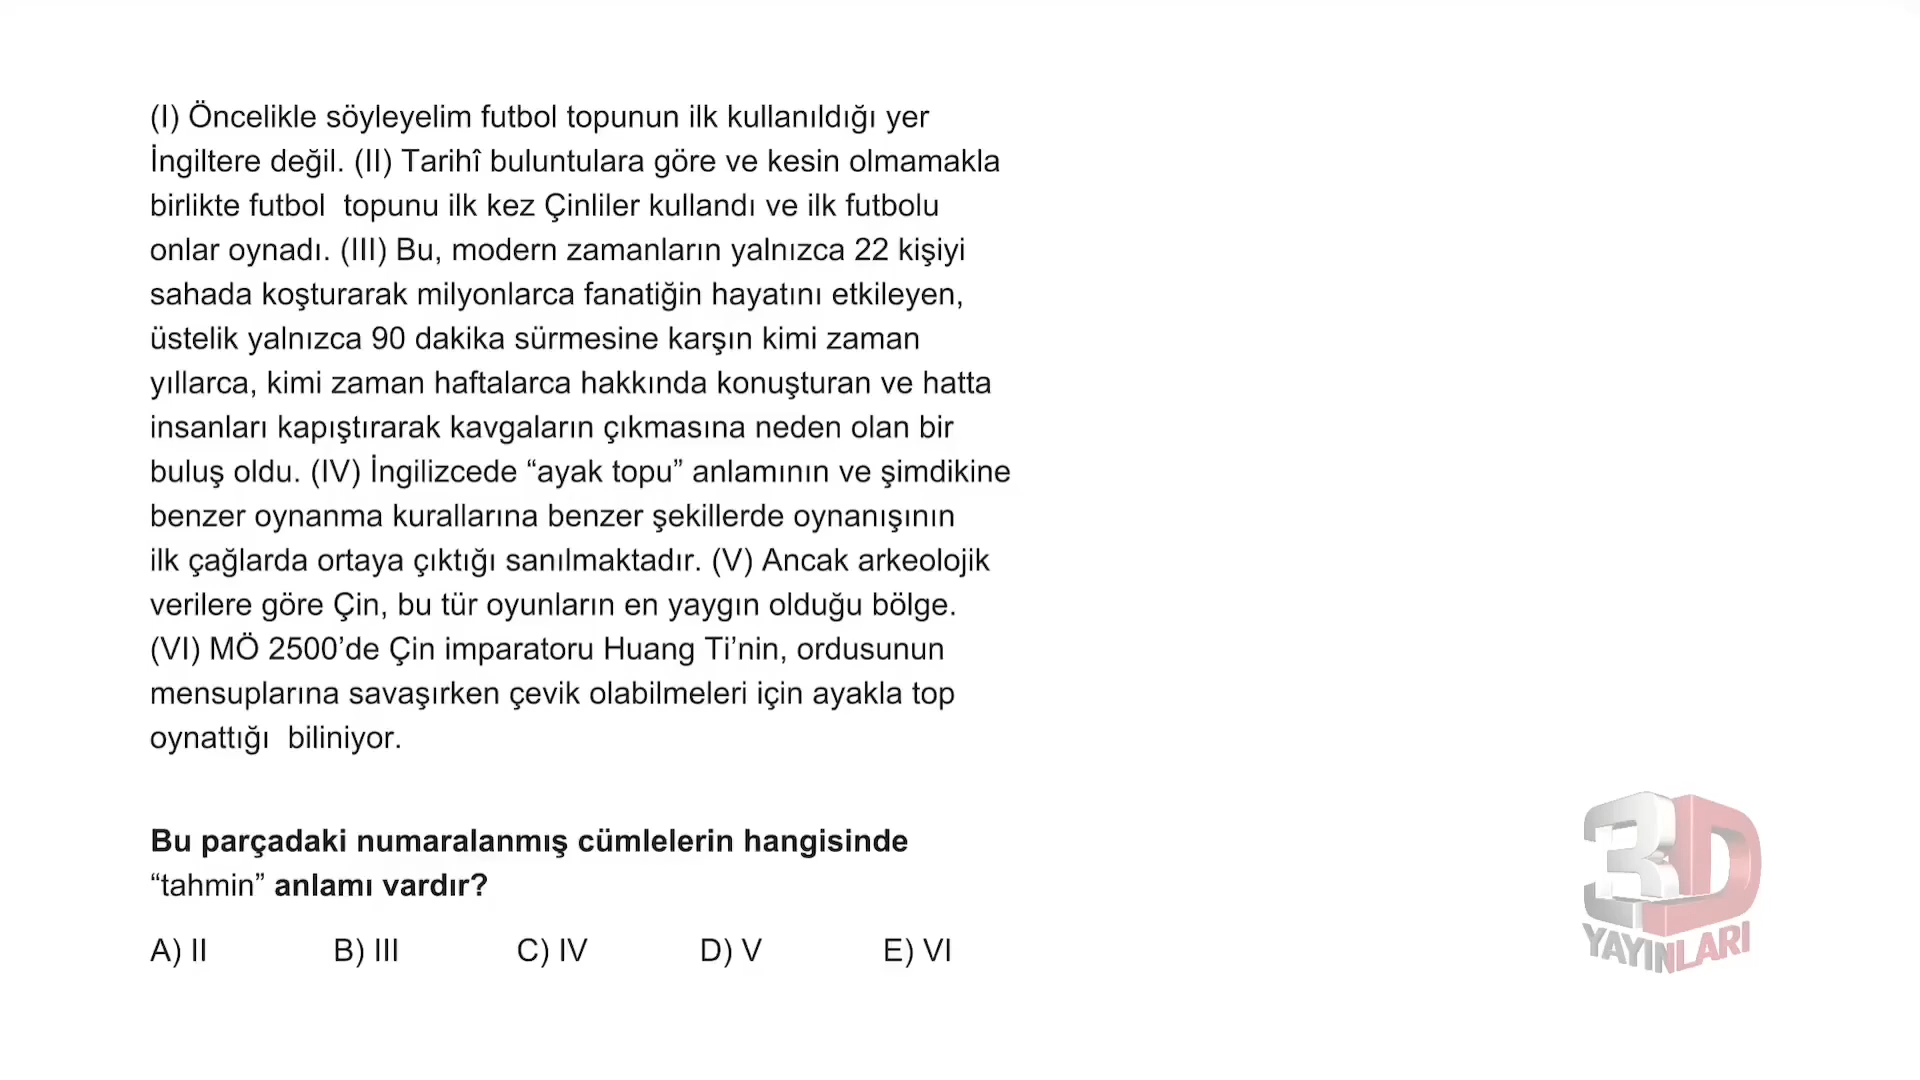 (I) Öncelikle söyleyelim futbol topunun ilk kullanıldığı yer
İngiltere değil. (II) Tarihî buluntulara göre ve kesin olmamakla
birlikte futbol  topunu ilk kez Çinliler kullandı ve ilk futbolu
onlar oynadı. (III) Bu, modern zamanların yalnızca 22 kişiyi
sahada koşturarak milyonlarca fanatiğin hayatını etkileyen,
üstelik yalnızca 90 dakika sürmesine karşın kimi zaman
yıllarca, kimi zaman haftalarca hakkında konuşturan ve hatta
insanları kapıştırarak kavgaların çıkmasına neden olan bir
buluş oldu. (IV) İngilizcede “ayak topu” anlamının ve şimdikine
benzer oynanma kurallarına benzer şekillerde oynanışının
ilk çağlarda ortaya çıktığı sanılmaktadır. (V) Ancak arkeolojik
verilere göre Çin, bu tür oyunların en yaygın olduğu bölge.
(VI) MÖ 2500’de Çin imparatoru Huang Ti’nin, ordusunun
mensuplarına savaşırken çevik olabilmeleri için ayakla top
oynattığı  biliniyor.
Bu parçadaki numaralanmış cümlelerin hangisinde
“tahmin” anlamı vardır?
A) II B) III C) IV D) V E) VI
3D
YAYINLARI